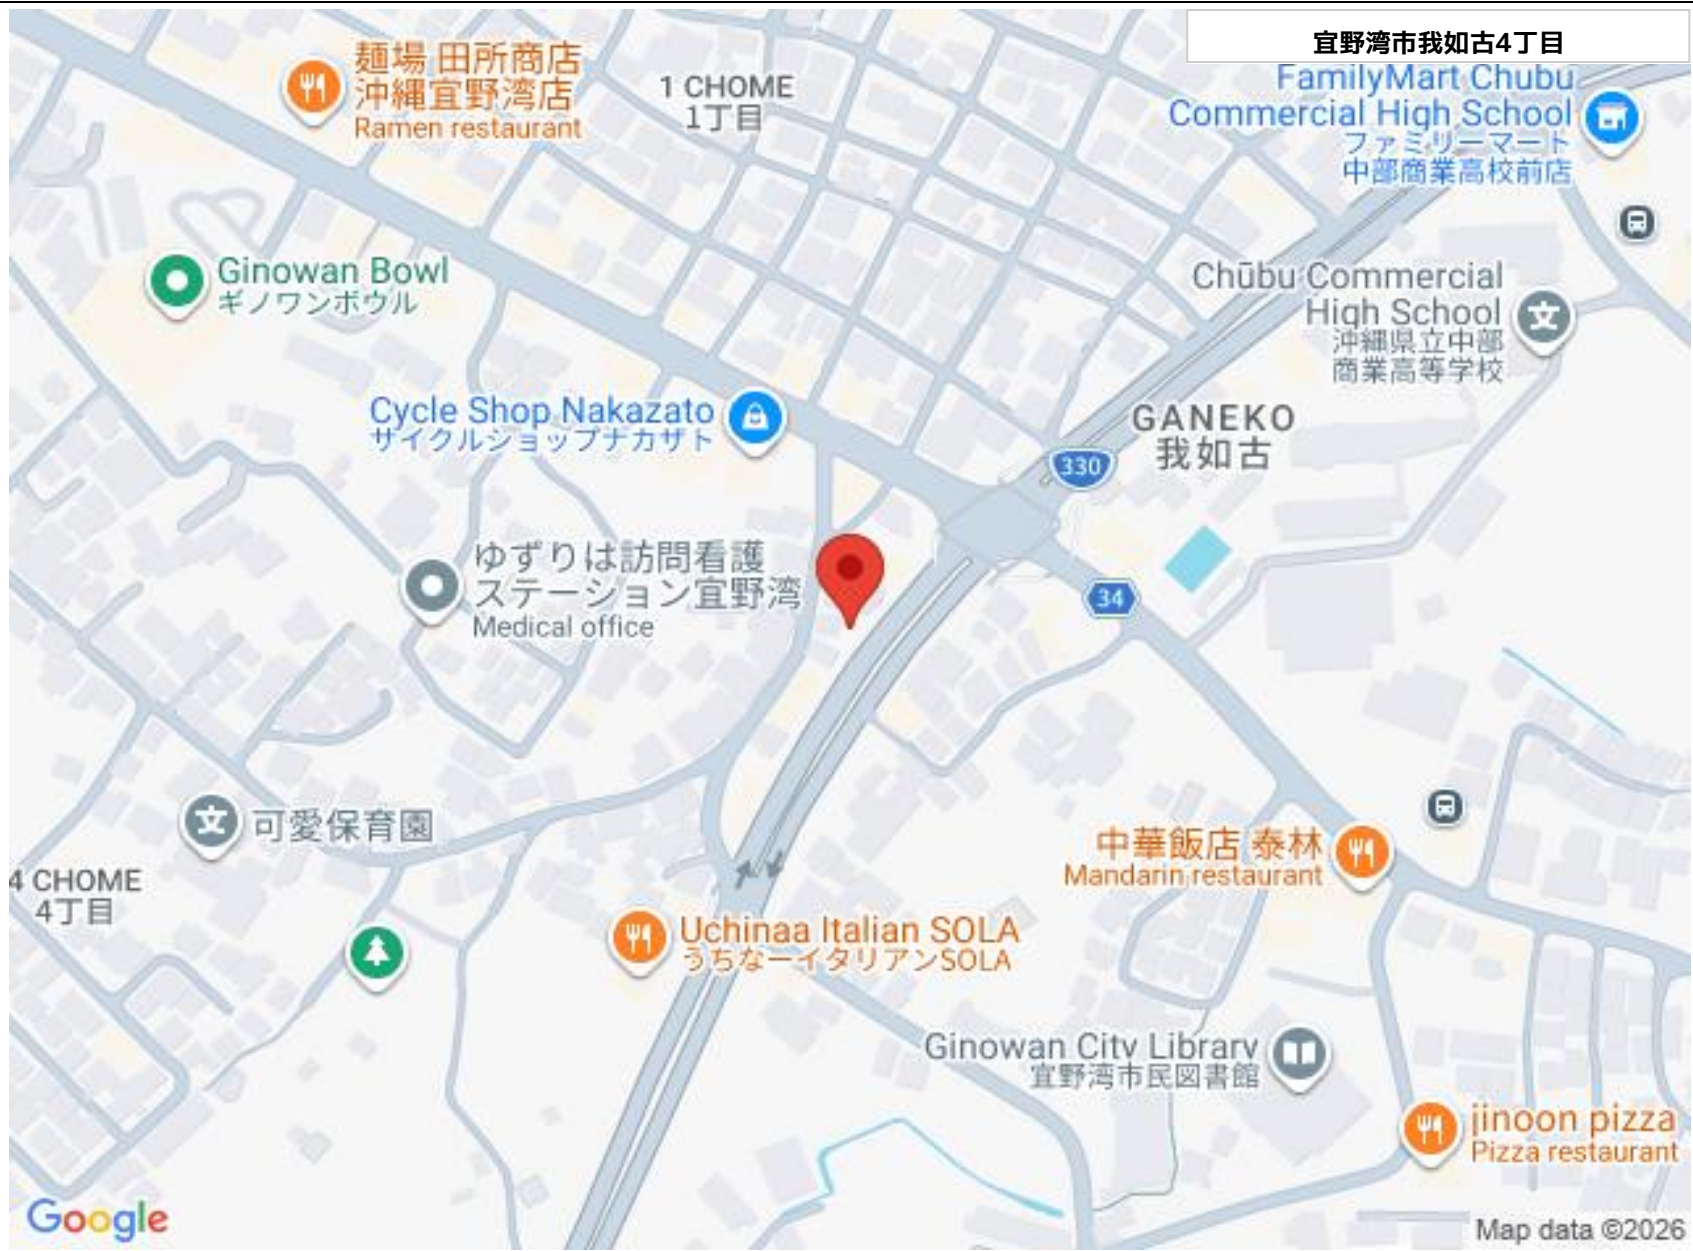 宜野湾市我如古4丁目
麺場 田所商店
沖縄宜野湾店
Ramen restaurant
1 CHOME
1丁目
FamilyMart Chubu
Commercial High School
ファミリーマート
中部商業高校前店
Ginowan Bowl
ギノワンボウル
Chūbu Commercial
High School
沖縄県立中部
商業高等学校
Cycle Shop Nakazato
サイクルショップナカザト
GANEKO
我如古
330
ゆずりは訪問看護
ステーション宜野湾
Medical office
34
可愛保育園
中華飯店 泰林
Mandarin restaurant
4 CHOME
4丁目
Uchinaa Italian SOLA
うちなーイタリアンSOLA
Ginowan City Library
宜野湾市民図書館
jinoon pizza
Pizza restaurant
Google
Map data ©2026